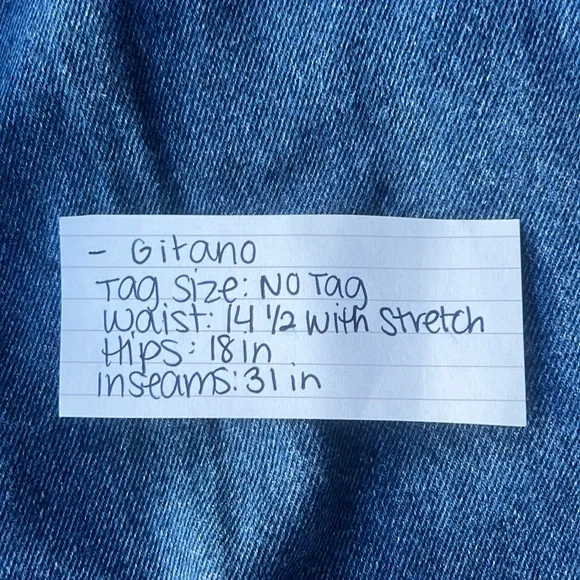 - Gitano
Tag Size: NO Tag
Waist: 14 1/2 with Stretch
Hips: 18 in
inseams: 31 in